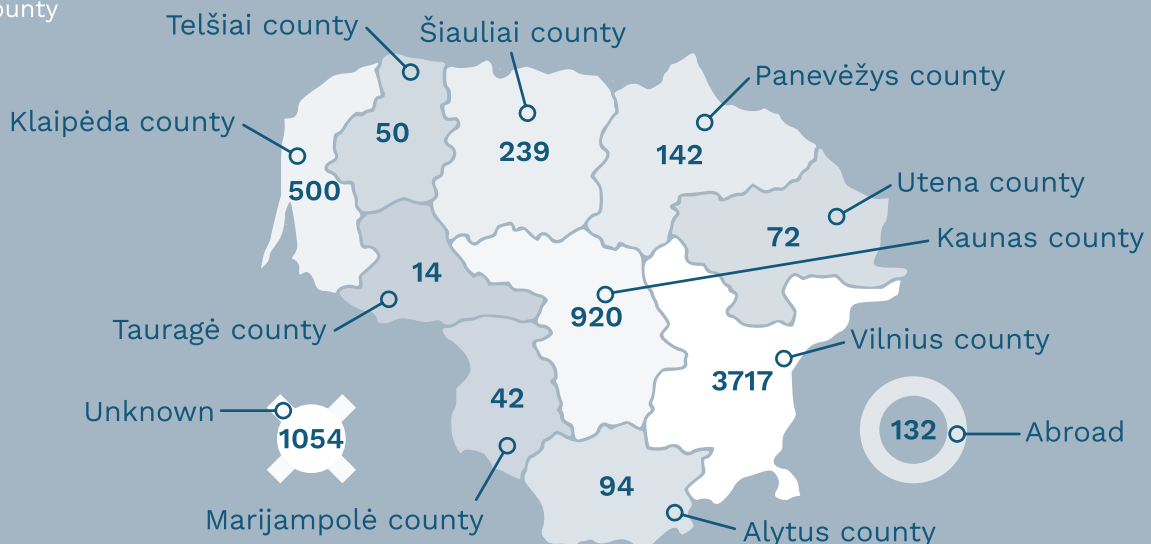 Telšiai county
Šiauliai county
Panevėžys county
Klaipėda county
50
239
142
500
Utena county
72
Kaunas county
14
920
Tauragė county
Vilnius county
3717
42
Unknown
1054
132
Abroad
94
Marijampolė county
Alytus county